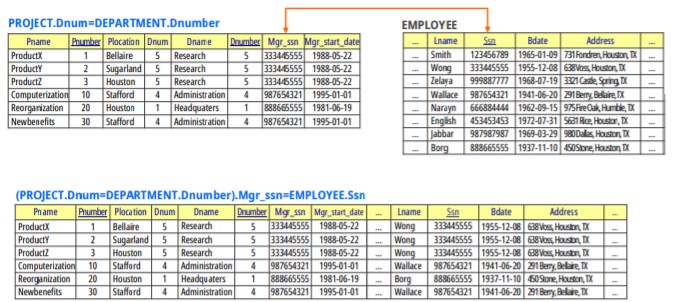 PROJECT.Dnum=DEPARTMENT.Dnumber
Pname Pnumber Plocation Dnum Dname Dnumber Mgr_ssn Mgr_start_date
ProductX 1 Bellaire 5 Research 5 333445555 1988-05-22
ProductY 2 Sugarland 5 Research 5 333445555 1988-05-22
ProductZ 3 Houston 5 Research 5 333445555 1988-05-22
Computerization 10 Stafford 4 Administration 4 987654321 1995-01-01
Reorganization 20 Houston 1 Headquaters 1 888665555 1981-06-19
Newbenefits 30 Stafford 4 Administration 4 987654321 1995-01-01
EMPLOYEE
... Lname Ssn Bdate Address ...
... Smith 123456789 1965-01-09 731 Fondren, Houston, TX ...
... Wong 333445555 1955-12-08 638 Voss, Houston, TX ...
... Zelaya 999887777 1968-07-19 3321 Castle, Spring, TX ...
... Wallace 987654321 1941-06-20 291 Berry, Bellaire, TX ...
... Narayn 666884444 1962-09-15 975 Fire Oak, Humble, TX ...
... English 453453453 1972-07-31 5631 Rice, Houston, TX ...
... Jabbar 987987987 1969-03-29 980 Dallas, Houston, TX ...
... Borg 888665555 1937-11-10 450 Stone, Houston, TX ...
(PROJECT.Dnum=DEPARTMENT.Dnumber).Mgr_ssn=EMPLOYEE.Ssn
Pname Pnumber Plocation Dnum Dname Dnumber Mgr_ssn Mgr_start_date ... Lname Ssn Bdate Address ...
ProductX 1 Bellaire 5 Research 5 333445555 1988-05-22 ... Wong 333445555 1955-12-08 638 Voss, Houston, TX ...
ProductY 2 Sugarland 5 Research 5 333445555 1988-05-22 ... Wong 333445555 1955-12-08 638 Voss, Houston, TX ...
ProductX 3 Houston 5 Research 5 333445555 1988-05-22 ... Wong 333445555 1955-12-08 638 Voss, Houston, TX ...
Computerization 10 Stafford 4 Administration 4 987654321 1995-01-01 ... Wallace 987654321 1941-06-20 291 Berry, Bellaire, TX ...
Reorganization 20 Houston 1 Headquaters 1 888665555 1981-06-19 ... Borg 888665555 1937-11-10 450 Stone, Houston, TX ...
Newbenefits 30 Stafford 4 Administration 4 987654321 1995-01-01 ... Wallace 987654321 1941-06-20 291 Berry, Bellaire, TX ...